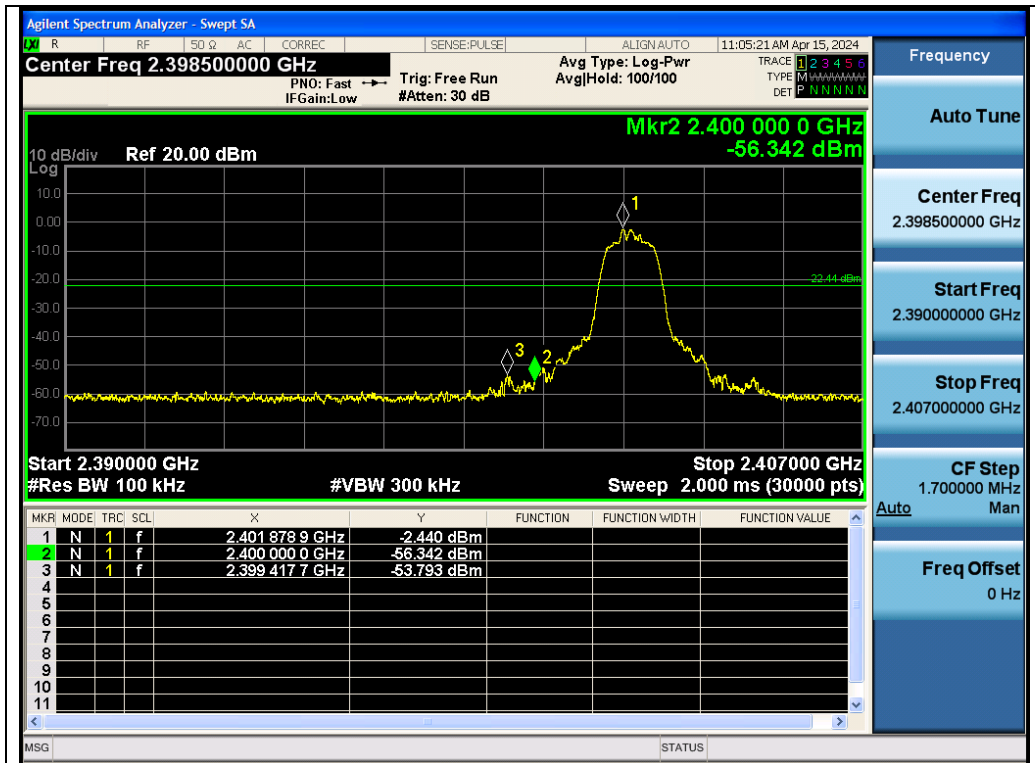 Agilent Spectrum Analyzer - Swept SA
LXI R RF 50 Ω AC CORREC SENSE:PULSE ALIGN AUTO 11:05:21 AM Apr 15, 2024
Center Freq 2.398500000 GHz
PNO: Fast
IFGain:Low
Trig: Free Run
#Atten: 30 dB
Avg Type: Log-Pwr
Avg|Hold: 100/100
TRACE 1 2 3 4 5 6
TYPE M
DET P N N N N N
Mkr2 2.400 000 0 GHz
-56.342 dBm
10 dB/div Ref 20.00 dBm
Log
10.0
0.00
-10.0
-20.0
-30.0
-40.0
-50.0
-60.0
-70.0
1
-22.44 dBm
3
2
Start 2.390000 GHz Stop 2.407000 GHz
#Res BW 100 kHz #VBW 300 kHz Sweep 2.000 ms (30000 pts)
MKR MODE TRC SCL X Y FUNCTION FUNCTION WIDTH FUNCTION VALUE
1 N 1 f 2.401 878 9 GHz -2.440 dBm
2 N 1 f 2.400 000 0 GHz -56.342 dBm
3 N 1 f 2.399 417 7 GHz -53.793 dBm
4
5
6
7
8
9
10
11
MSG STATUS
Frequency
Auto Tune
Center Freq
2.398500000 GHz
Start Freq
2.390000000 GHz
Stop Freq
2.407000000 GHz
CF Step
1.700000 MHz
Auto Man
Freq Offset
0 Hz